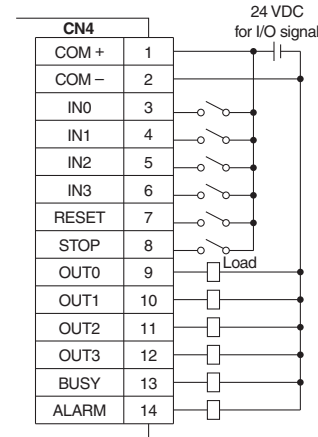 24 VDC
for I/O signal
CN4
COM + 1
COM – 2
IN0 3
IN1 4
IN2 5
IN3 6
RESET 7
STOP 8
Load
OUT0 9
OUT1 10
OUT2 11
OUT3 12
BUSY 13
ALARM 14